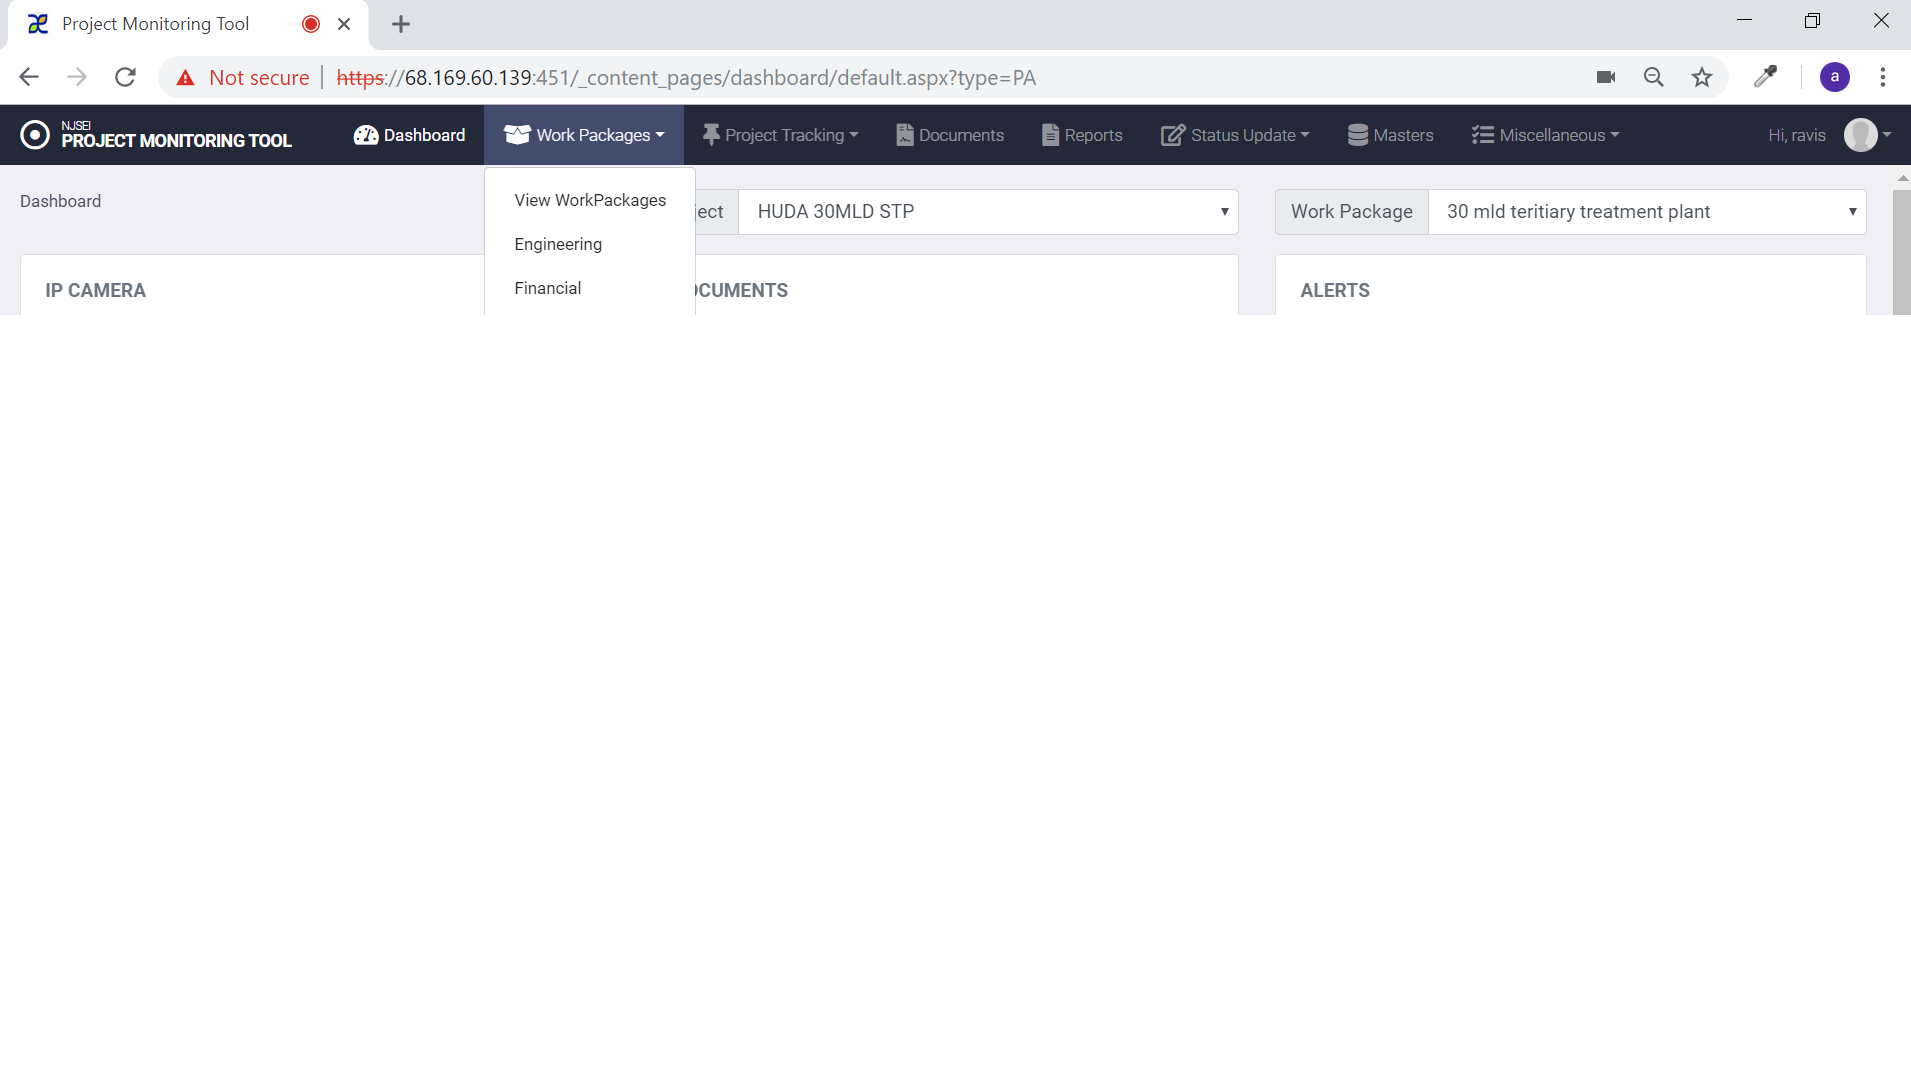 Project Monitoring Tool
Not secure https://68.169.60.139:451/_content_pages/dashboard/default.aspx?type=PA
a
NJSEI
PROJECT MONITORING TOOL
Dashboard
Work Packages
Project Tracking
Documents
Reports
Status Update
Masters
Miscellaneous
Hi, ravis
Dashboard
View WorkPackages
Engineering
Financial
ject
HUDA 30MLD STP
Work Package
30 mld teritiary treatment plant
IP CAMERA
OCUMENTS
ALERTS